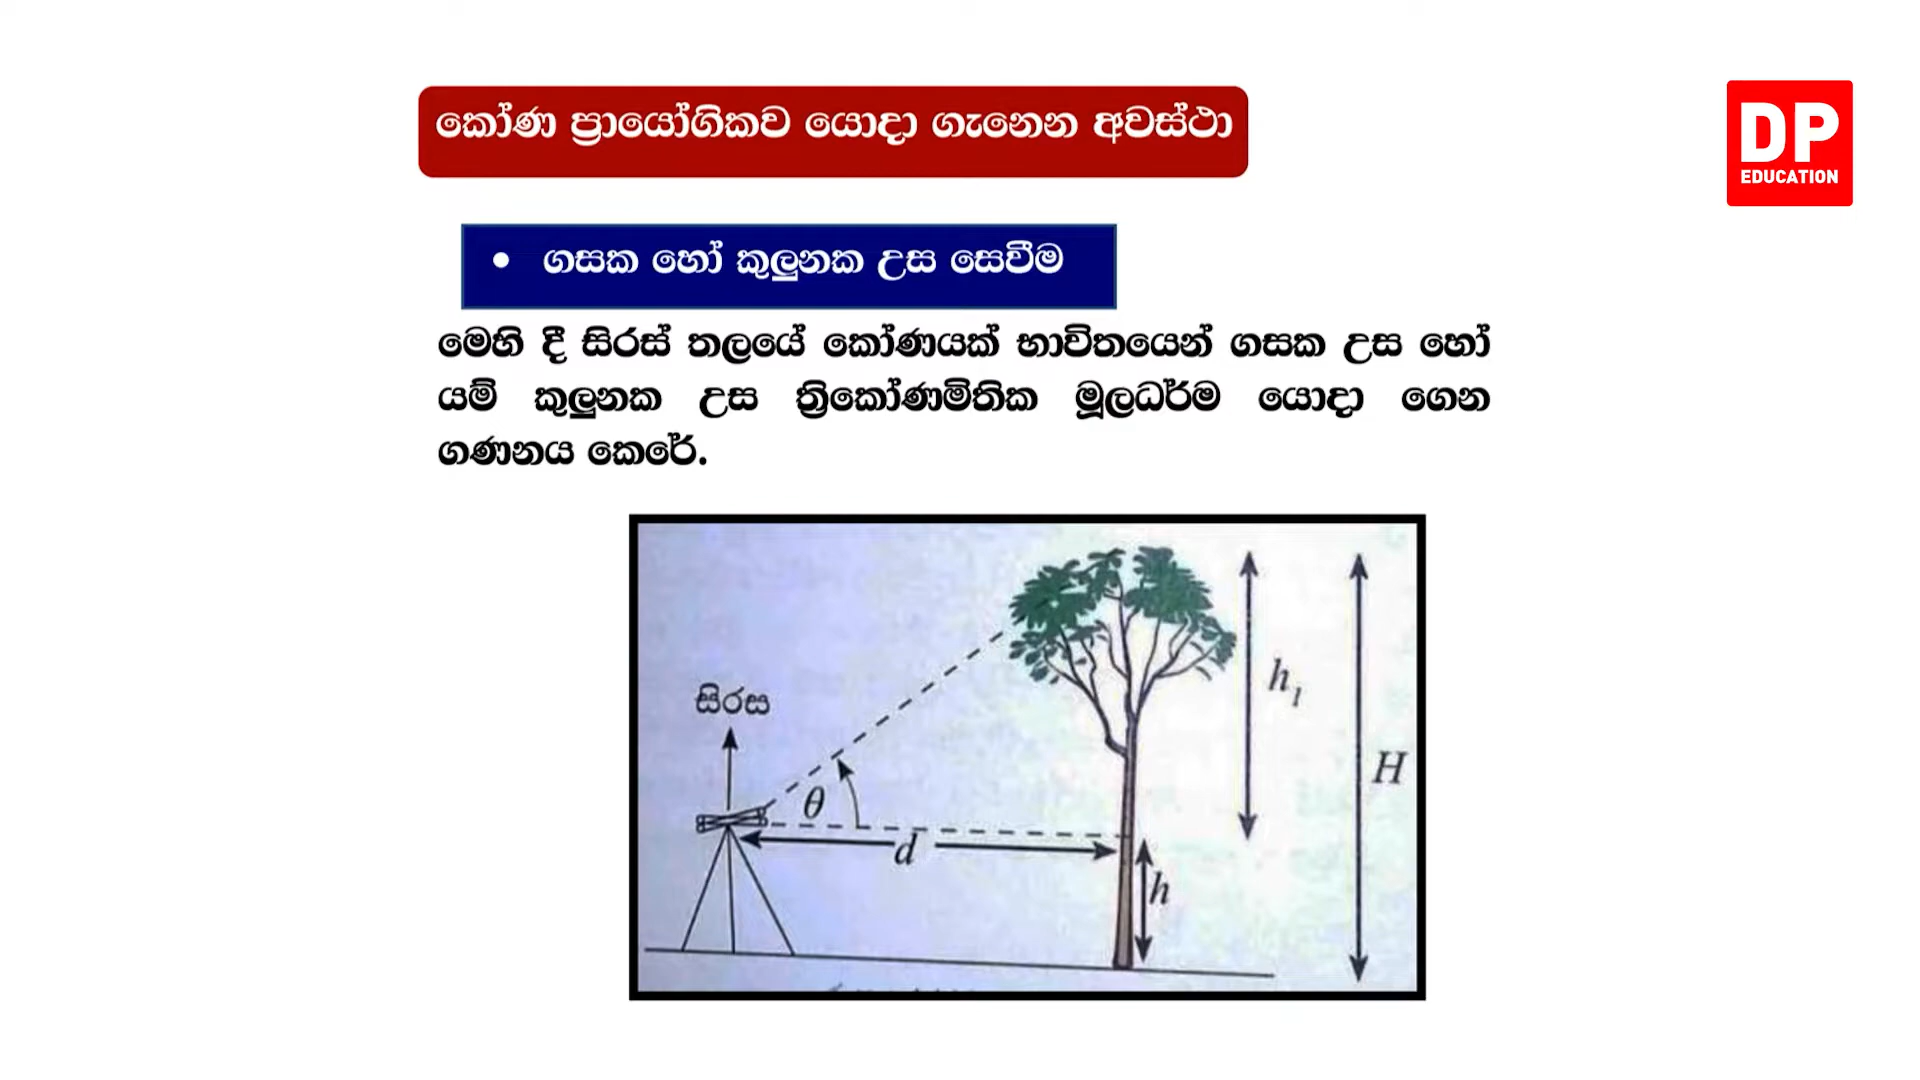 කෝණ ප්‍රායෝගිකව යොදා ගැනෙන අවස්ථා
DP
EDUCATION
• ගසක හෝ කුලුනක උස සෙවීම
මෙහි දී සිරස් තලයේ කෝණයක් භාවිතයෙන් ගසක උස හෝ
යම් කුලුනක උස ත්‍රිකෝණමිතික මූලධර්ම යොදා ගෙන
ගණනය කෙරේ.
සිරස
h₁
H
θ
d
h